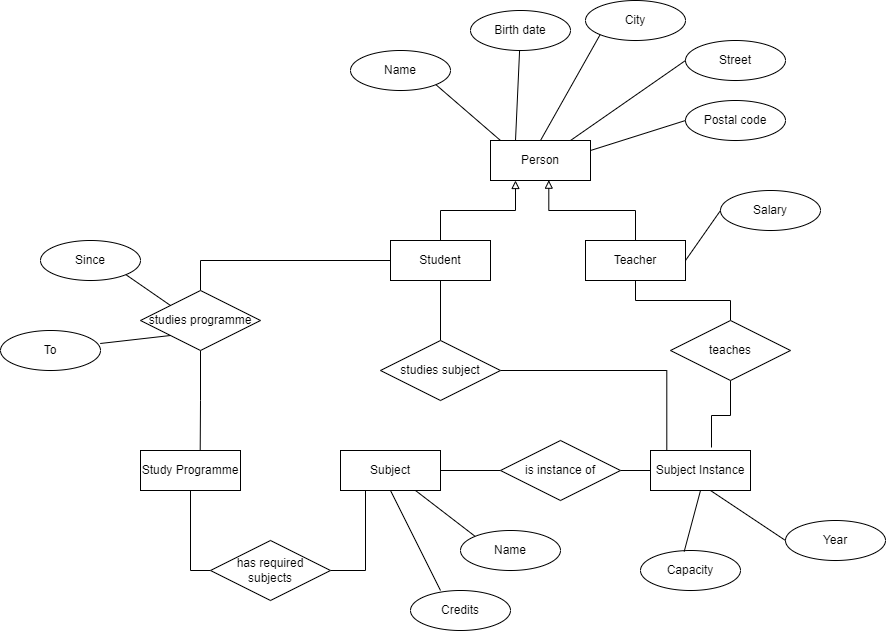 City
Birth date
Street
Name
Postal code
Person
Salary
Since
Student
Teacher
studies programme
To
teaches
studies subject
Study Programme
Subject
is instance of
Subject Instance
Year
Name
has required
subjects
Capacity
Credits